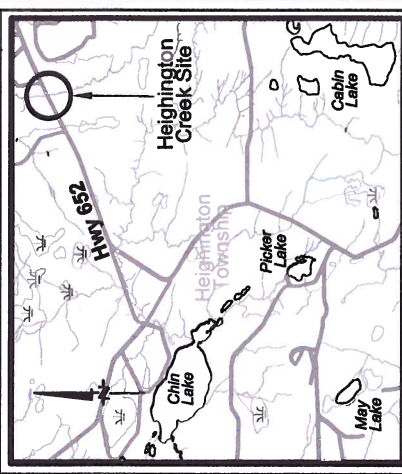 Heighington
Creek Site
Hwy 652
Cabin
Lake
Heighington
Township
Picker
Lake
N
Chin
Lake
May
Lake